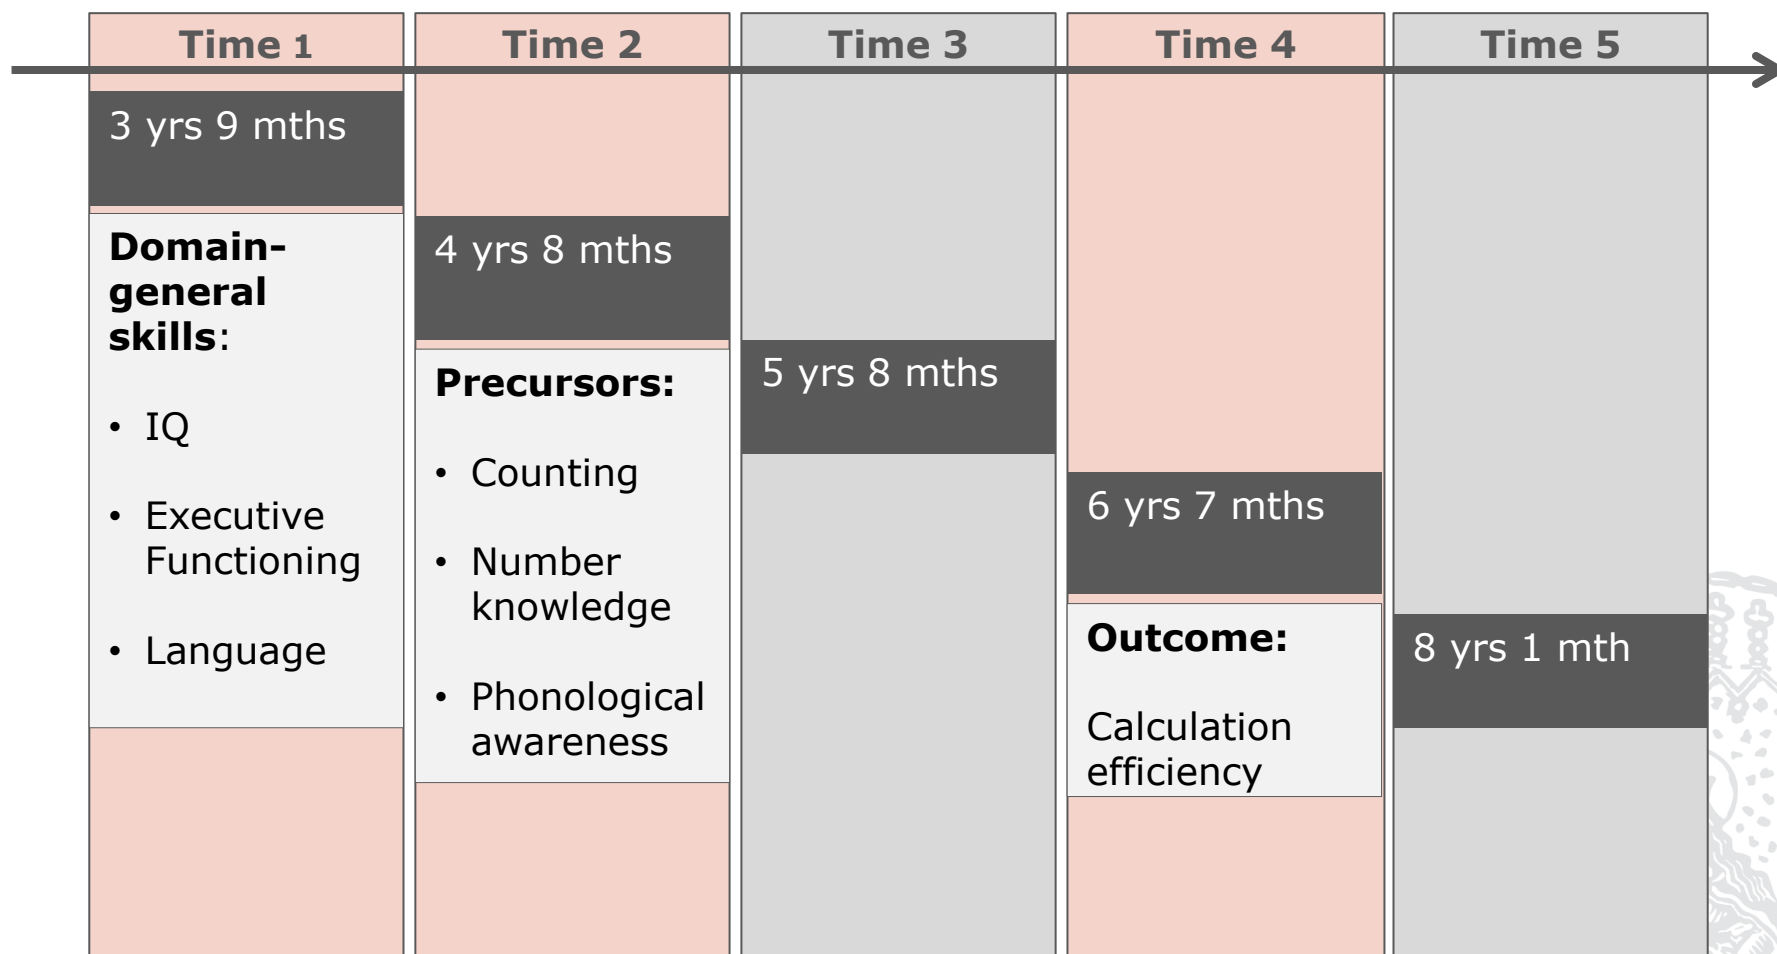 Time 1
Time 2
Time 3
Time 4
Time 5
3 yrs 9 mths
Domain-
general
skills:
• IQ
• Executive
Functioning
• Language
4 yrs 8 mths
Precursors:
• Counting
• Number
knowledge
• Phonological
awareness
5 yrs 8 mths
6 yrs 7 mths
Outcome:
Calculation
efficiency
8 yrs 1 mth